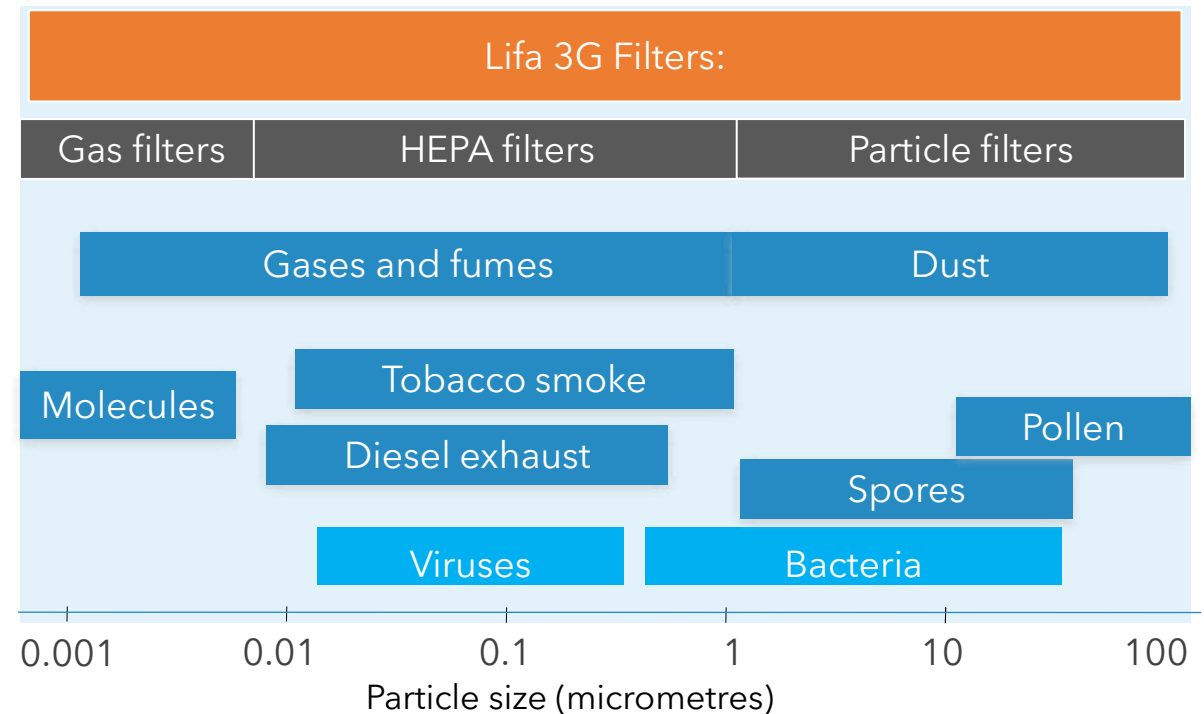 Lifa 3G Filters:
Gas filters
HEPA filters
Particle filters
Gases and fumes
Dust
Tobacco smoke
Molecules
Pollen
Diesel exhaust
Spores
Viruses
Bacteria
0.001
0.01
0.1
1
10
100
Particle size (micrometres)